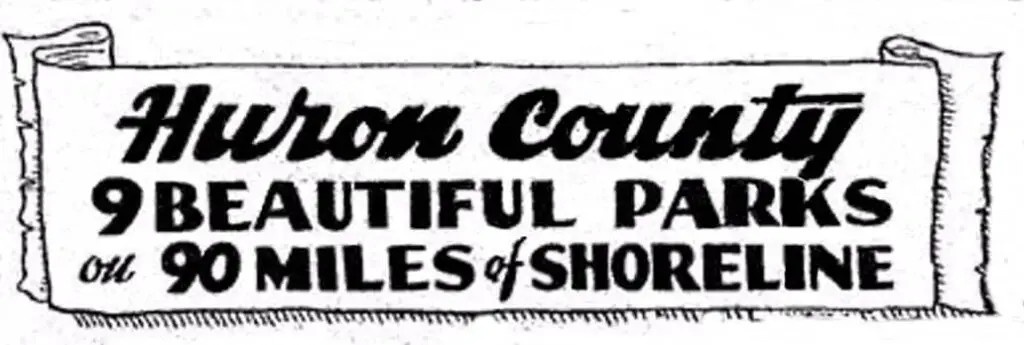 Huron County
9 BEAUTIFUL PARKS
on 90 MILES of SHORELINE